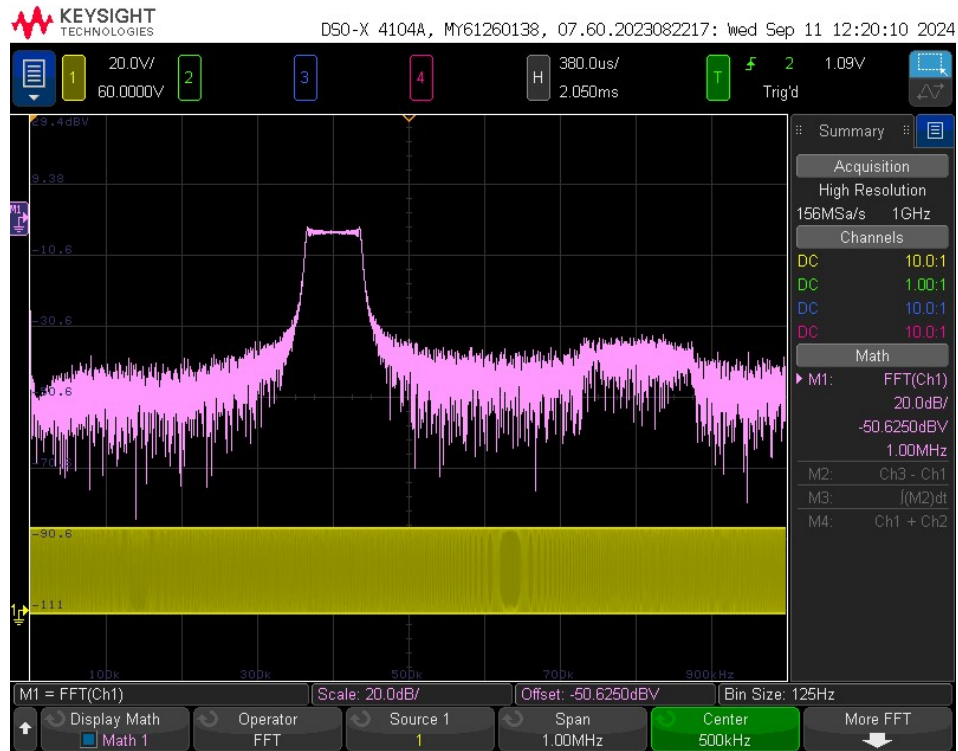 KEYSIGHT
TECHNOLOGIES
DSO-X 4104A, MY61260138, 07.60.2023082217: Wed Sep 11 12:20:10 2024
1 20.0V/ 60.0000V 2 3 4 H 380.0us/ 2.050ms T 2 1.09V Trig'd
29.4dBV
9.38
M1
-10.6
-30.6
-90.6
-111
1
100k 300k 500k 700k 900kHz
Summary
Acquisition
High Resolution
156MSa/s 1GHz
Channels
DC 10.0:1
DC 1.00:1
DC 10.0:1
DC 10.0:1
Math
M1: FFT(Ch1)
20.0dB/
-50.6250dBV
1.00MHz
M2: Ch3 - Ch1
M3: ∫(M2)dt
M4: Ch1 + Ch2
M1 = FFT(Ch1) Scale: 20.0dB/ Offset: -50.6250dBV Bin Size: 125Hz
Display Math Operator Source 1 Span Center More FFT
Math 1 FFT 1 1.00MHz 500kHz